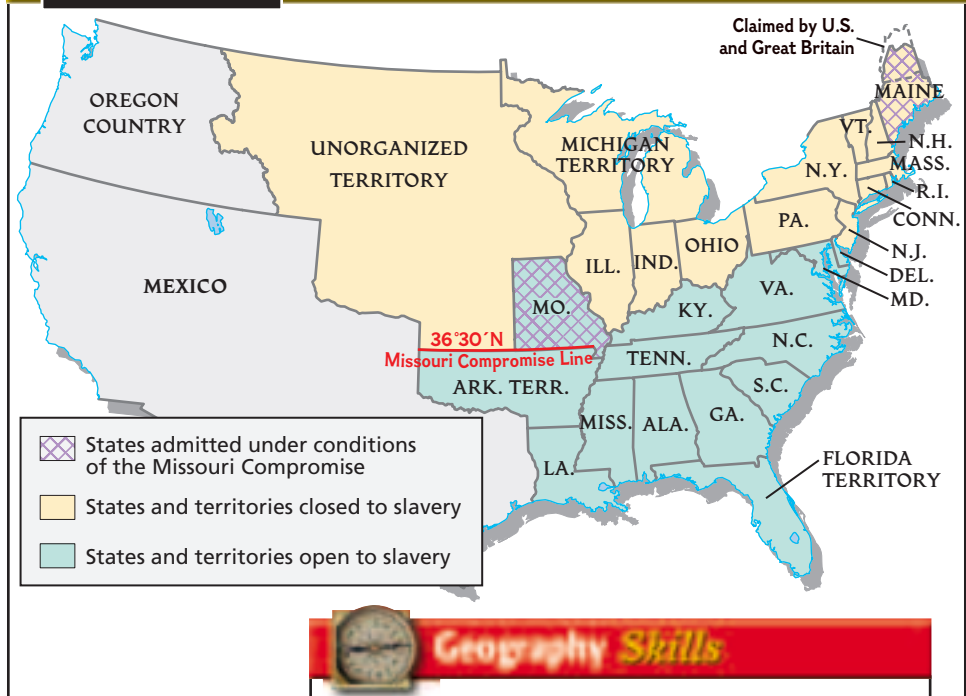 Claimed by U.S.
and Great Britain
OREGON
COUNTRY
UNORGANIZED
TERRITORY
MICHIGAN
TERRITORY
MAINE
VT.
N.H.
MASS.
N.Y.
R.I.
CONN.
PA.
N.J.
DEL.
MD.
OHIO
IND.
ILL.
MEXICO
MO.
KY.
VA.
36°30´N
Missouri Compromise Line
TENN.
N.C.
ARK. TERR.
S.C.
MISS.
ALA.
GA.
LA.
FLORIDA
TERRITORY
States admitted under conditions
of the Missouri Compromise
States and territories closed to slavery
States and territories open to slavery
Geography Skills